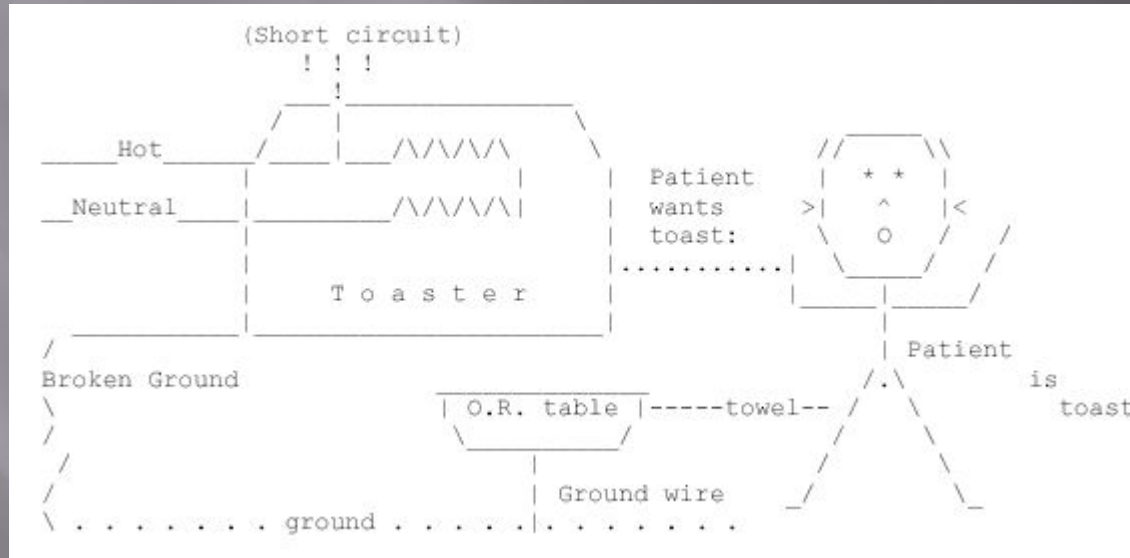 (Short circuit)
! ! !
!
Hot
Neutral
Patient
wants
toast:
T o a s t e r
Patient
is
toast
Broken Ground
O.R. table
towel
Ground wire
ground